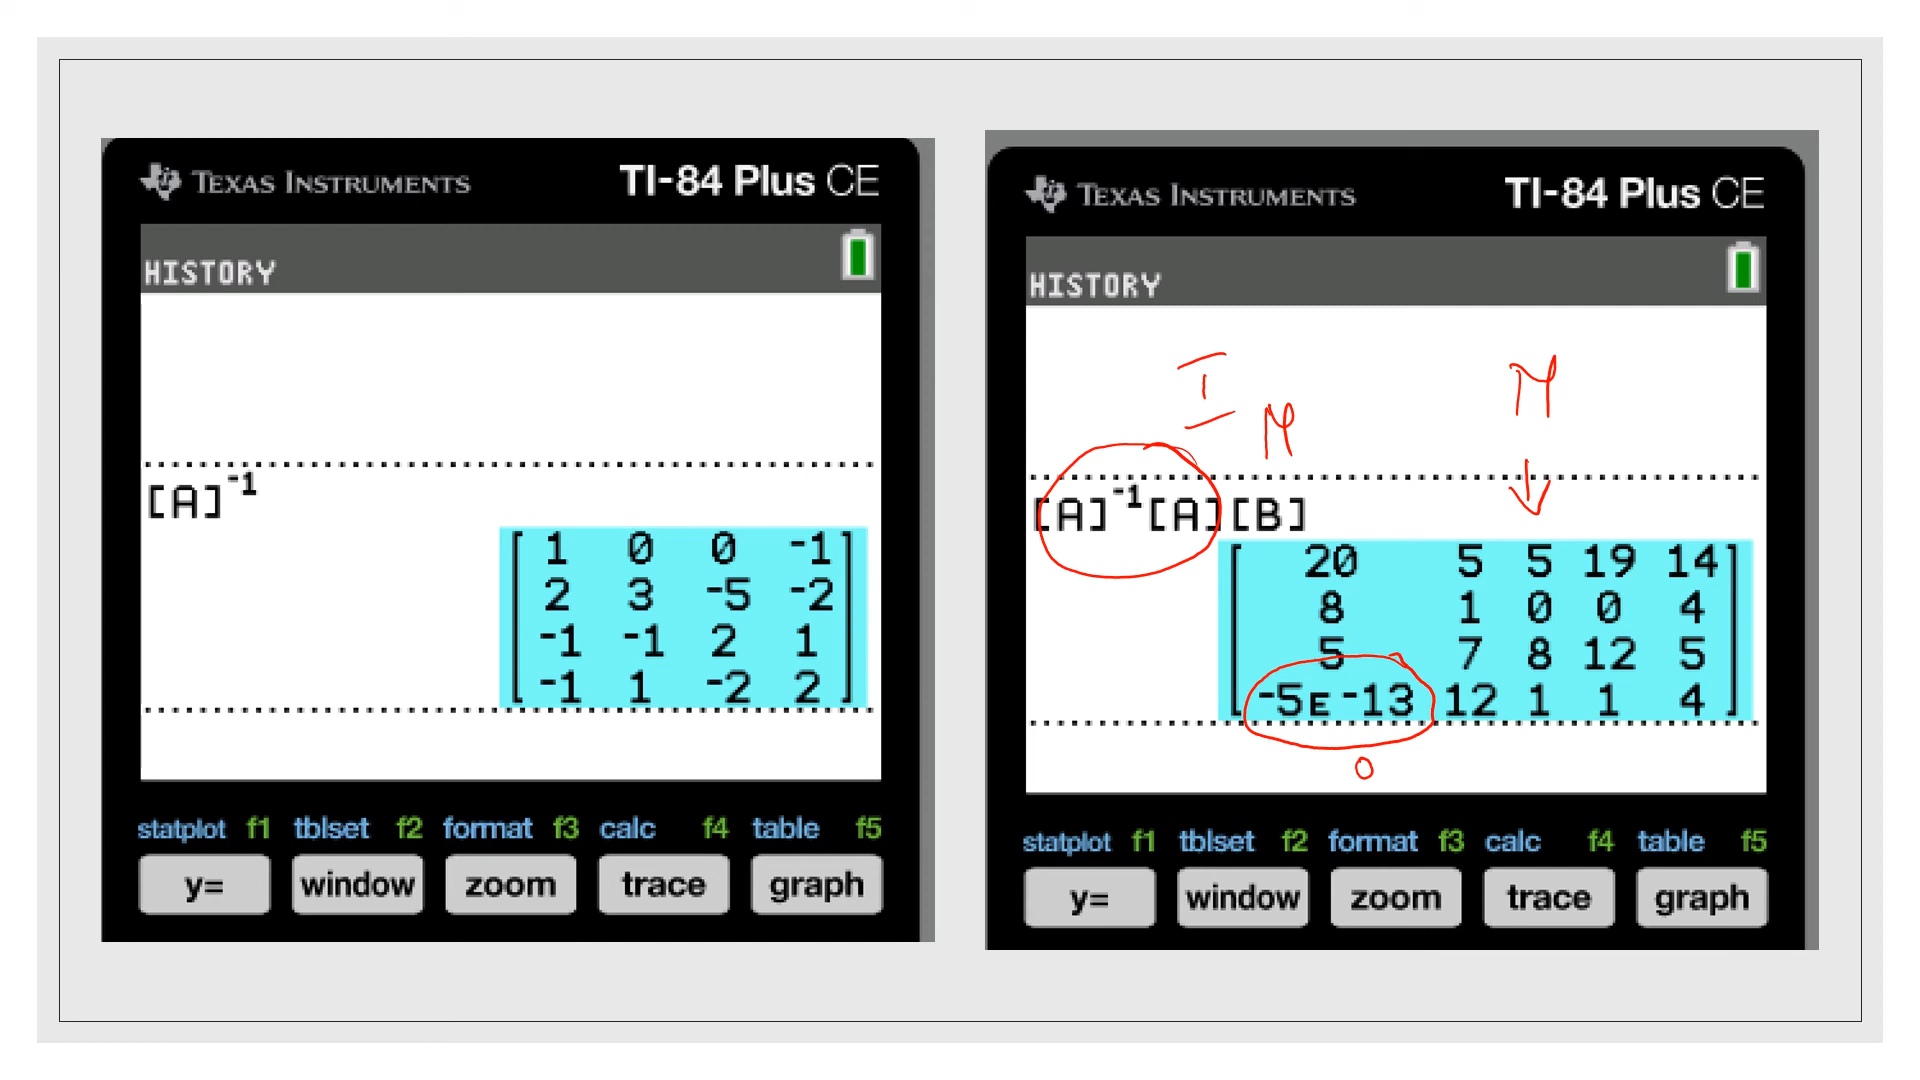 TEXAS INSTRUMENTS TI-84 Plus CE
HISTORY
[A]⁻¹
[ 1 0 0 -1 ]
[ 2 3 -5 -2 ]
[ -1 -1 2 1 ]
[ -1 1 -2 2 ]
statplot f1 tblset f2 format f3 calc f4 table f5
y= window zoom trace graph
TEXAS INSTRUMENTS TI-84 Plus CE
HISTORY
I M M
[A]⁻¹[A][B]
[ 20 5 5 19 14 ]
[ 8 1 0 0 4 ]
[ 5 7 8 12 5 ]
[ -5E-13 12 1 1 4 ]
0
statplot f1 tblset f2 format f3 calc f4 table f5
y= window zoom trace graph